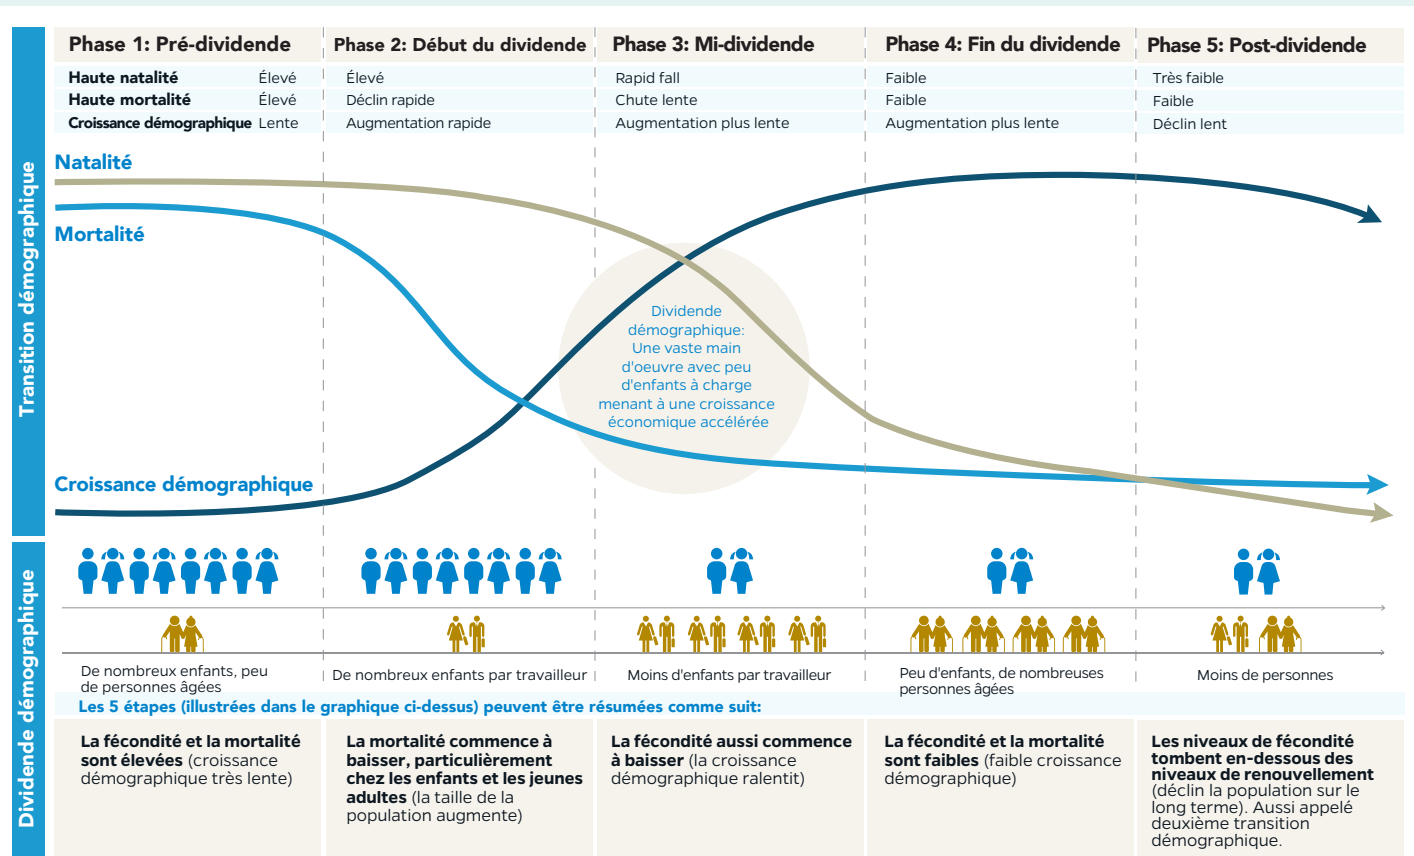 Transition démographique
Phase 1: Pré-dividende
Phase 2: Début du dividende
Phase 3: Mi-dividende
Phase 4: Fin du dividende
Phase 5: Post-dividende
Haute natalité Élevé Élevé Rapid fall Faible Très faible
Haute mortalité Élevé Déclin rapide Chute lente Faible Faible
Croissance démographique Lente Augmentation rapide Augmentation plus lente Augmentation plus lente Déclin lent
Natalité
Mortalité
Dividende
démographique:
Une vaste main
d'oeuvre avec peu
d'enfants à charge
menant à une croissance
économique accélérée
Croissance démographique
Dividende démographique
De nombreux enfants, peu
de personnes âgées
De nombreux enfants par travailleur
Moins d'enfants par travailleur
Peu d'enfants, de nombreuses
personnes âgées
Moins de personnes
Les 5 étapes (illustrées dans le graphique ci-dessus) peuvent être résumées comme suit:
La fécondité et la mortalité
sont élevées (croissance
démographique très lente)
La mortalité commence à
baisser, particulièrement
chez les enfants et les jeunes
adultes (la taille de la
population augmente)
La fécondité aussi commence
à baisser (la croissance
démographique ralentit)
La fécondité et la mortalité
sont faibles (faible croissance
démographique)
Les niveaux de fécondité
tombent en-dessous des
niveaux de renouvellement
(déclin la population sur le
long terme). Aussi appelé
deuxième transition
démographique.